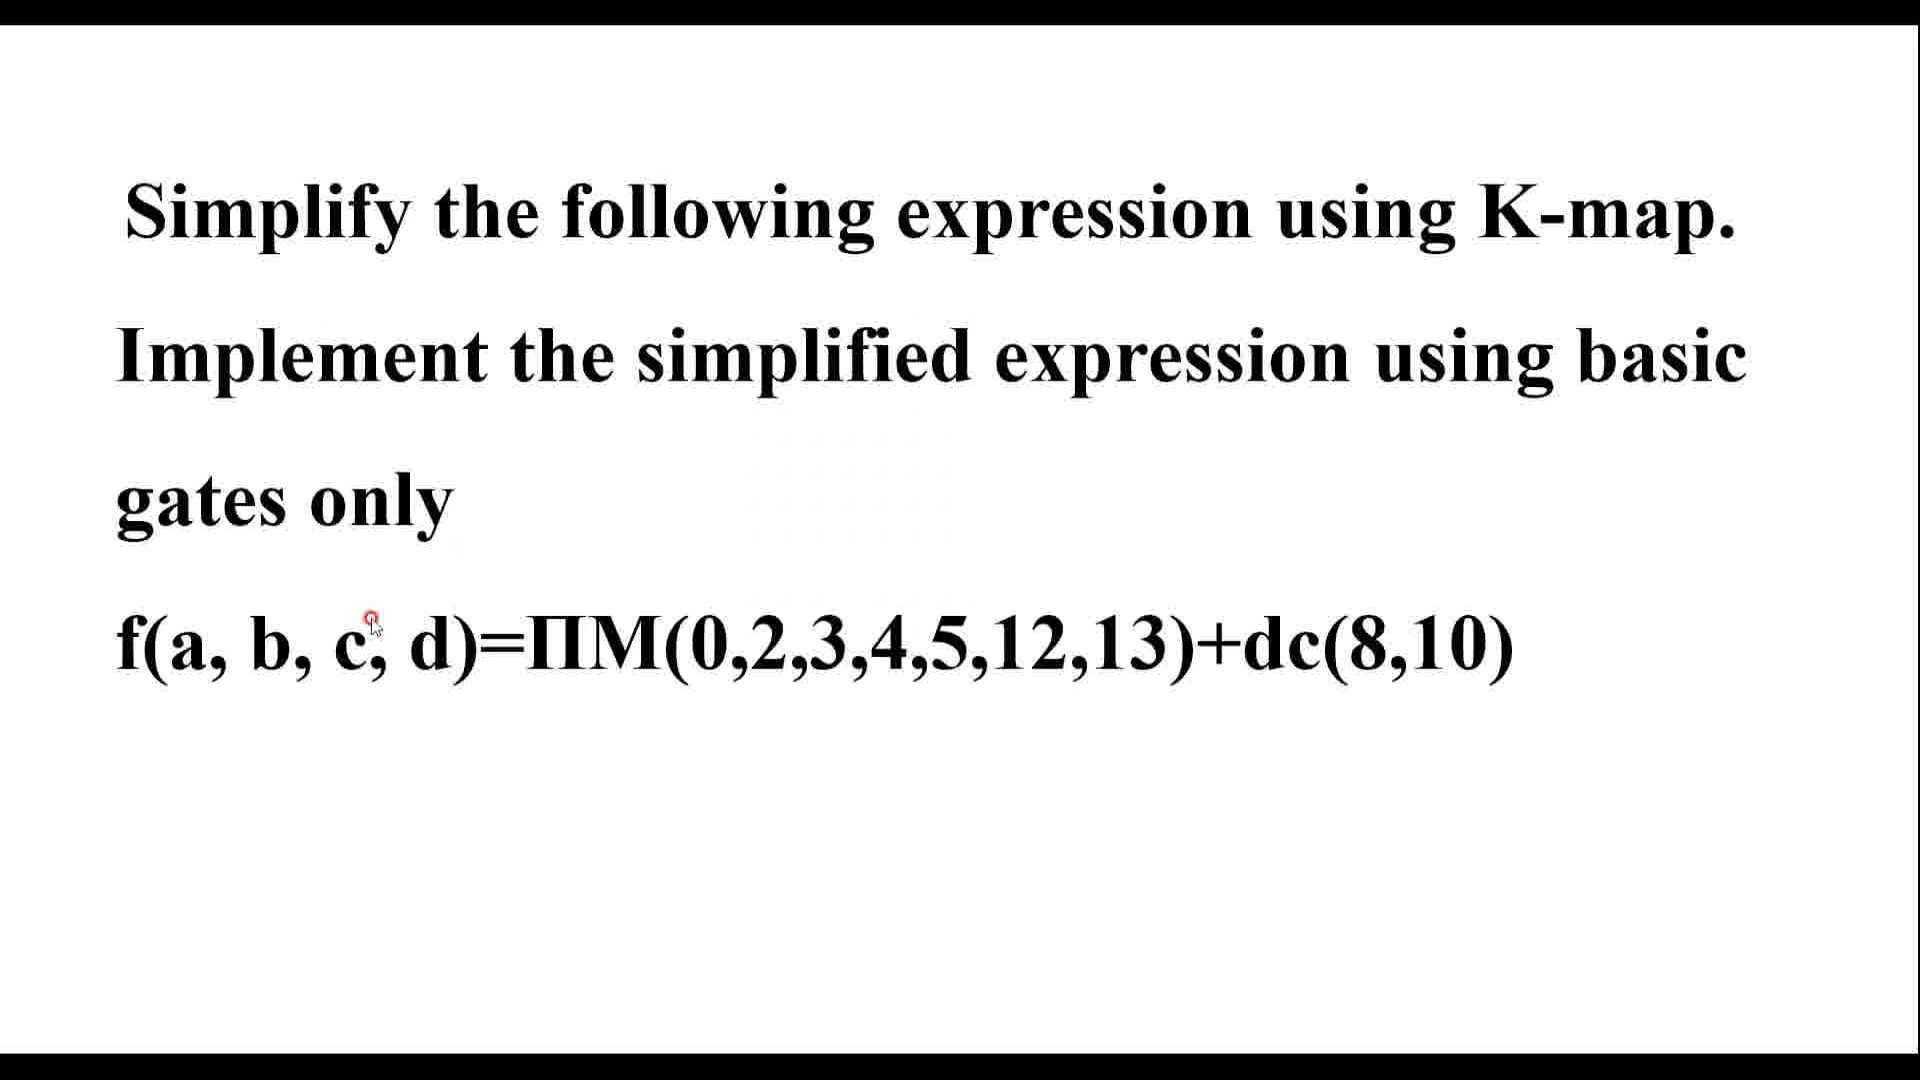 Simplify the following expression using K-map.
Implement the simplified expression using basic
gates only
f(a, b, c, d)=ΠM(0,2,3,4,5,12,13)+dc(8,10)